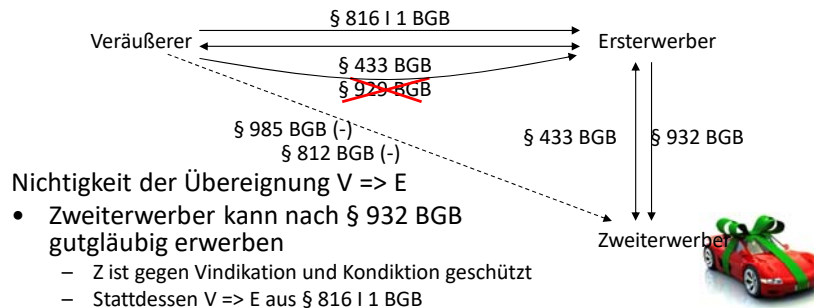 § 816 I 1 BGB
Veräußerer
Ersterwerber
§ 433 BGB
§ 929 BGB
§ 985 BGB (-)
§ 812 BGB (-)
§ 433 BGB
§ 932 BGB
Nichtigkeit der Übereignung V => E
• Zweiterwerber kann nach § 932 BGB
gutgläubig erwerben
Zweiterwerber
– Z ist gegen Vindikation und Kondiktion geschützt
– Stattdessen V => E aus § 816 I 1 BGB